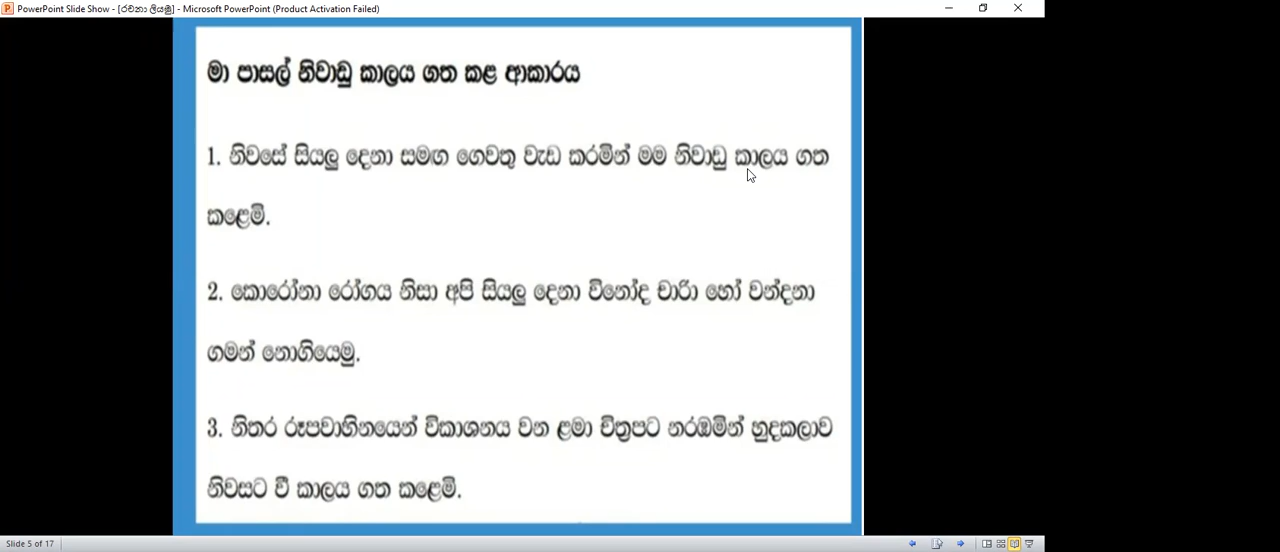 PowerPoint Slide Show - [රචනා ලියමු] - Microsoft PowerPoint (Product Activation Failed)
මා පාසල් නිවාඩු කාලය ගත කළ ආකාරය
1. නිවසේ සියලු දෙනා සමඟ ගෙවතු වැඩ කරමින් මම නිවාඩු කාලය ගත
කළෙමි.
2. කොරෝනා රෝගය නිසා අපි සියලු දෙනා විනෝද චාරිා හෝ වන්දනා
ගමන් නොගියෙමු.
3. නිතර රූපවාහිනයෙන් විකාශනය වන ළමා චිත්‍රපට නරඹමින් හුදකලාව
නිවසට වී කාලය ගත කළෙමි.
Slide 5 of 17